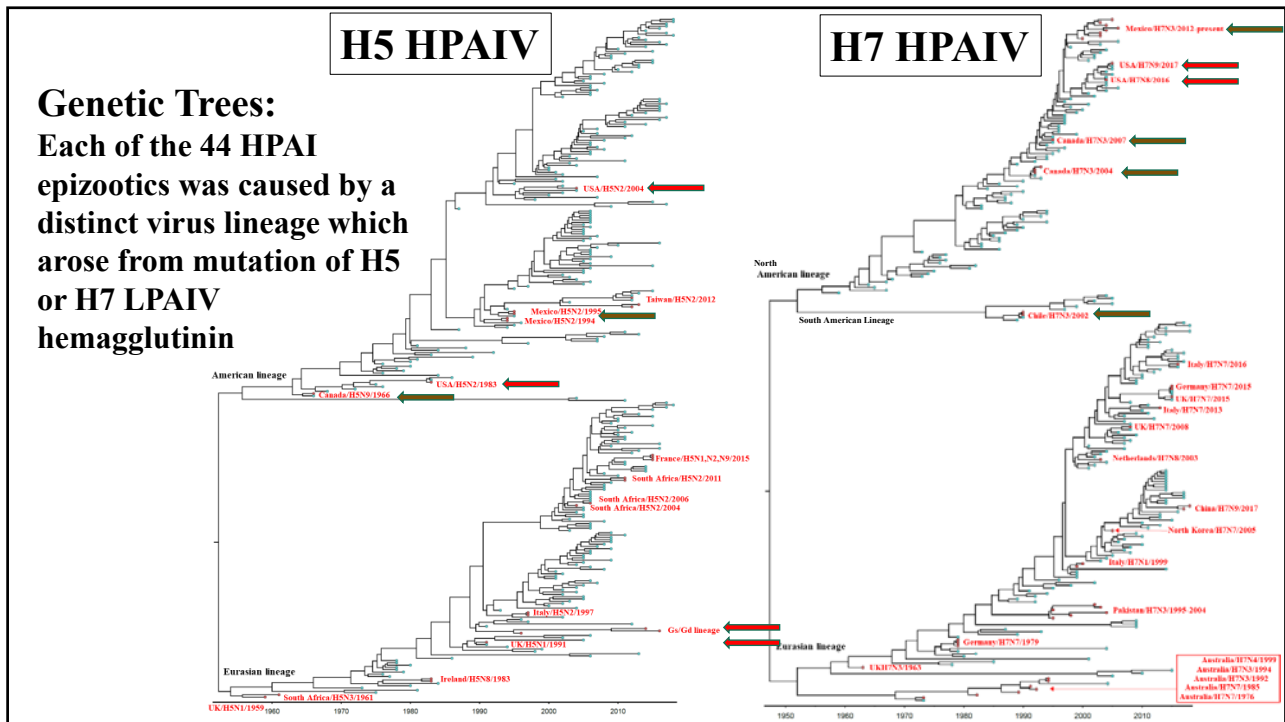 H5 HPAIV
H7 HPAIV
Genetic Trees:
Each of the 44 HPAI
epizootics was caused by a
distinct virus lineage which
arose from mutation of H5
or H7 LPAIV
hemagglutinin
USA/H5N2/2004
Taiwan/H5N2/2012
Mexico/H5N2/1995
Mexico/H5N2/1994
American lineage
USA/H5N2/1983
Canada/H5N9/1966
France/H5N1,N2,N9/2015
South Africa/H5N2/2011
South Africa/H5N2/2006
South Africa/H5N2/2004
Italy/H5N2/1997
Gs/Gd lineage
UK/H5N1/1991
Eurasian lineage
Ireland/H5N8/1983
South Africa/H5N3/1961
UK/H5N1/1959
1960
1970
1980
1990
2000
2010
Mexico/H7N3/2012-present
USA/H7N9/2017
USA/H7N8/2016
Canada/H7N3/2007
Canada/H7N3/2004
North
American lineage
South American Lineage
Chile/H7N3/2002
Italy/H7N7/2016
Germany/H7N7/2015
UK/H7N7/2015
Italy/H7N7/2013
UK/H7N7/2008
Netherlands/H7N8/2003
China/H7N9/2017
North Korea/H7N7/2005
Italy/H7N1/1999
Pakistan/H7N3/1995-2004
Germany/H7N7/1979
Eurasian lineage
UKH7N3/1963
Australia/H7N4/1999
Australia/H7N3/1994
Australia/H7N3/1992
Australia/H7N7/1985
Australia/H7N7/1976
1950
1960
1970
1980
1990
2000
2010